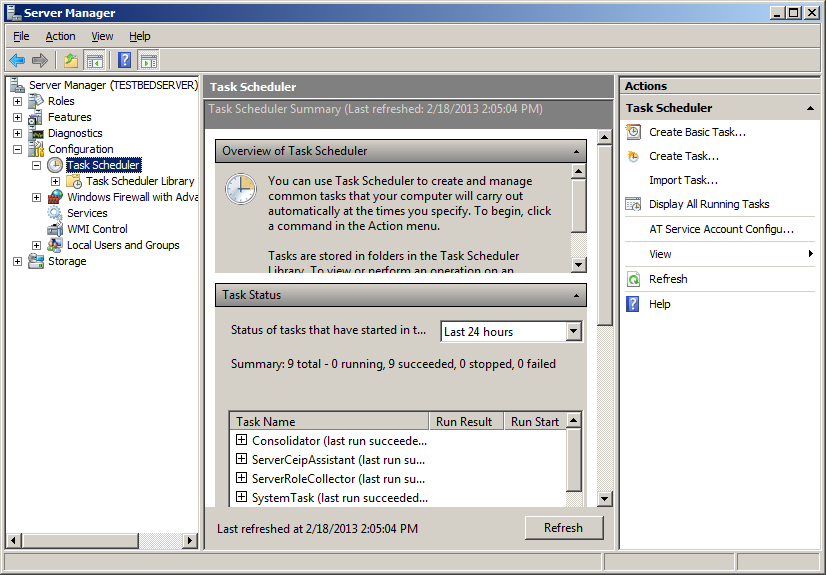 Server Manager
File Action View Help
Server Manager (TESTBEDSERVER)
Roles
Features
Diagnostics
Configuration
Task Scheduler
Task Scheduler Library
Windows Firewall with Adva
Services
WMI Control
Local Users and Groups
Storage
Task Scheduler
Task Scheduler Summary (Last refreshed: 2/18/2013 2:05:04 PM)
Overview of Task Scheduler
You can use Task Scheduler to create and manage
common tasks that your computer will carry out
automatically at the times you specify. To begin, click
a command in the Action menu.
Tasks are stored in folders in the Task Scheduler
Library. To view or perform an operation on an
Task Status
Status of tasks that have started in t... Last 24 hours
Summary: 9 total - 0 running, 9 succeeded, 0 stopped, 0 failed
Task Name Run Result Run Start
Consolidator (last run succeede...
ServerCeipAssistant (last run su...
ServerRoleCollector (last run su...
SystemTask (last run succeeded...
Last refreshed at 2/18/2013 2:05:04 PM Refresh
Actions
Task Scheduler
Create Basic Task...
Create Task...
Import Task...
Display All Running Tasks
AT Service Account Configu...
View
Refresh
Help